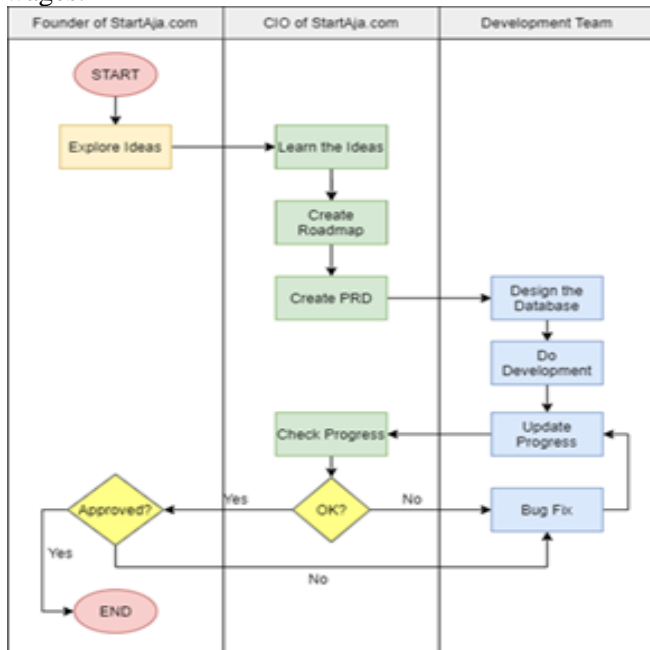 wages.
Founder of StartAja.com
CIO of StartAja.com
Development Team
START
Explore Ideas
Learn the Ideas
Create
Roadmap
Create PRD
Design the
Database
Do
Development
Update
Progress
Check Progress
Approved?
Yes
OK?
No
Bug Fix
Yes
No
END